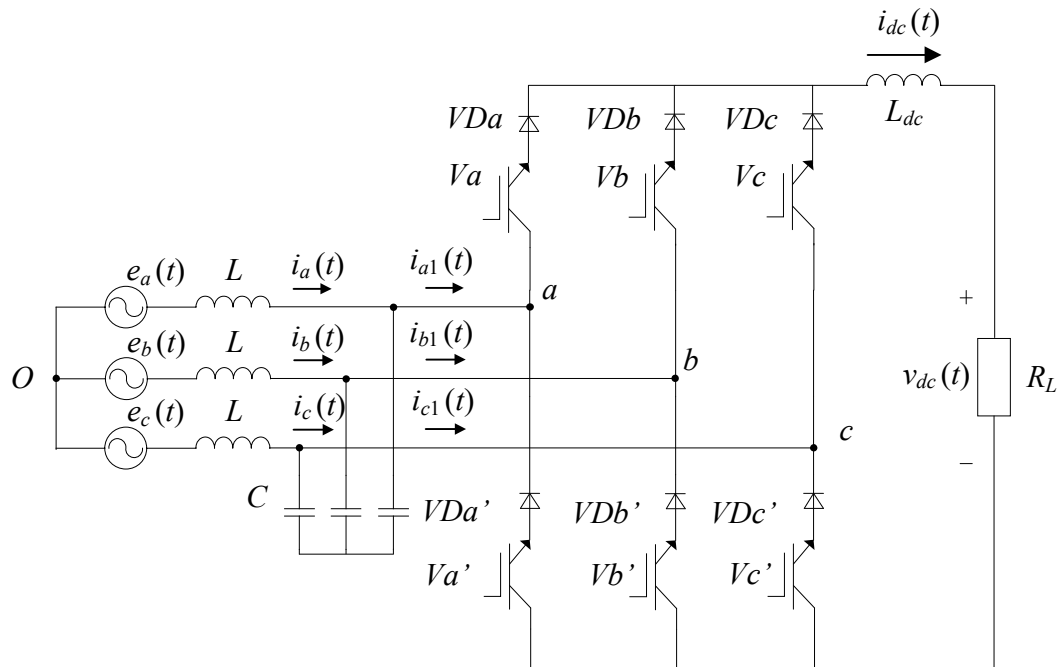 i_dc(t)
L_dc
VDa VDb VDc
Va Vb Vc
e_a(t) L i_a(t) i_a1(t) a
e_b(t) L i_b(t) i_b1(t) b
O
e_c(t) L i_c(t) i_c1(t) c
+
v_dc(t) R_L
−
C VDa’ VDb’ VDc’
Va’ Vb’ Vc’